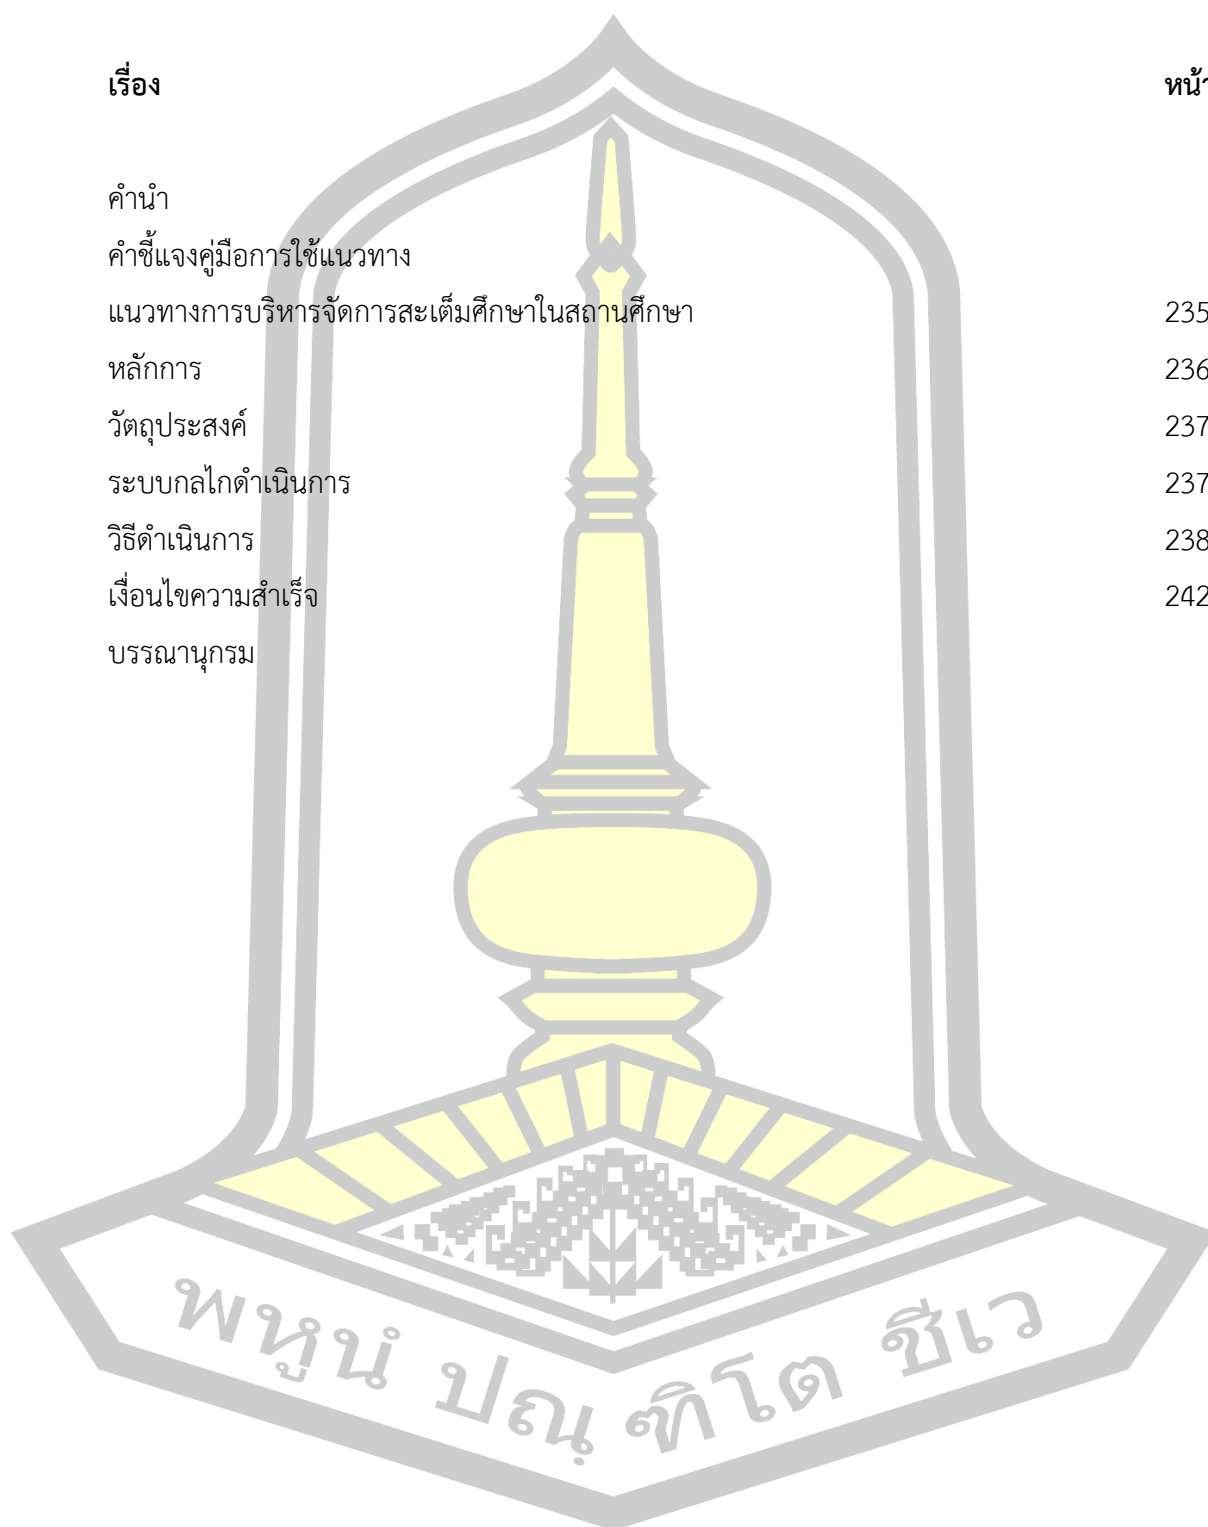 เรื่อง หน้า
คำนำ
คำชี้แจงคู่มือการใช้แนวทาง
แนวทางการบริหารจัดการสะเต็มศึกษาในสถานศึกษา 235
หลักการ 236
วัตถุประสงค์ 237
ระบบกลไกดำเนินการ 237
วิธีดำเนินการ 238
เงื่อนไขความสำเร็จ 242
บรรณานุกรม
พหูนํ ปณฺฑิโต ชีเว